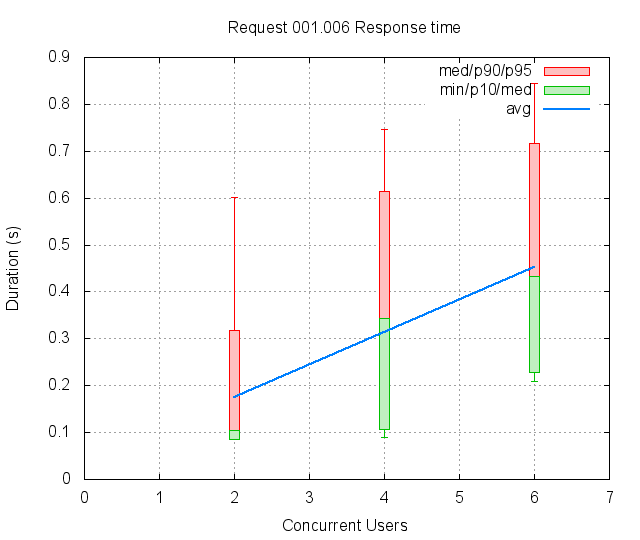 Request 001.006 Response time
med/p90/p95
min/p10/med
avg
Duration (s)
0.9
0.8
0.7
0.6
0.5
0.4
0.3
0.2
0.1
0
0 1 2 3 4 5 6 7
Concurrent Users